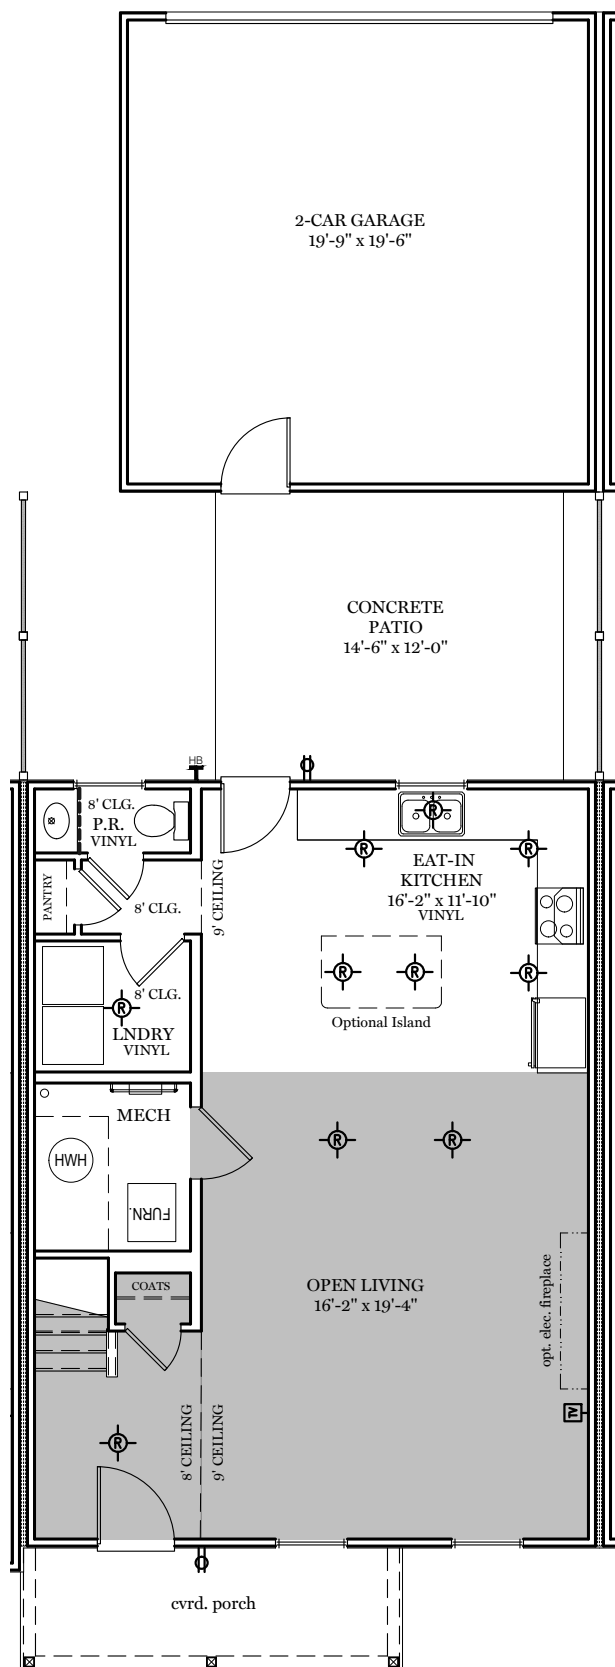 2-CAR GARAGE
19'-9" x 19'-6"
CONCRETE
PATIO
14'-6" x 12'-0"
HB
8' CLG.
P.R.
VINYL
PANTRY
8' CLG.
9' CEILING
EAT-IN
KITCHEN
16'-2" x 11'-10"
VINYL
R
R
R
R
R
R
Optional Island
8' CLG.
R
LNDRY
VINYL
MECH
HWH
FURN.
R
R
COATS
OPEN LIVING
16'-2" x 19'-4"
opt. elec. fireplace
TV
8' CEILING
9' CEILING
R
cvrd. porch